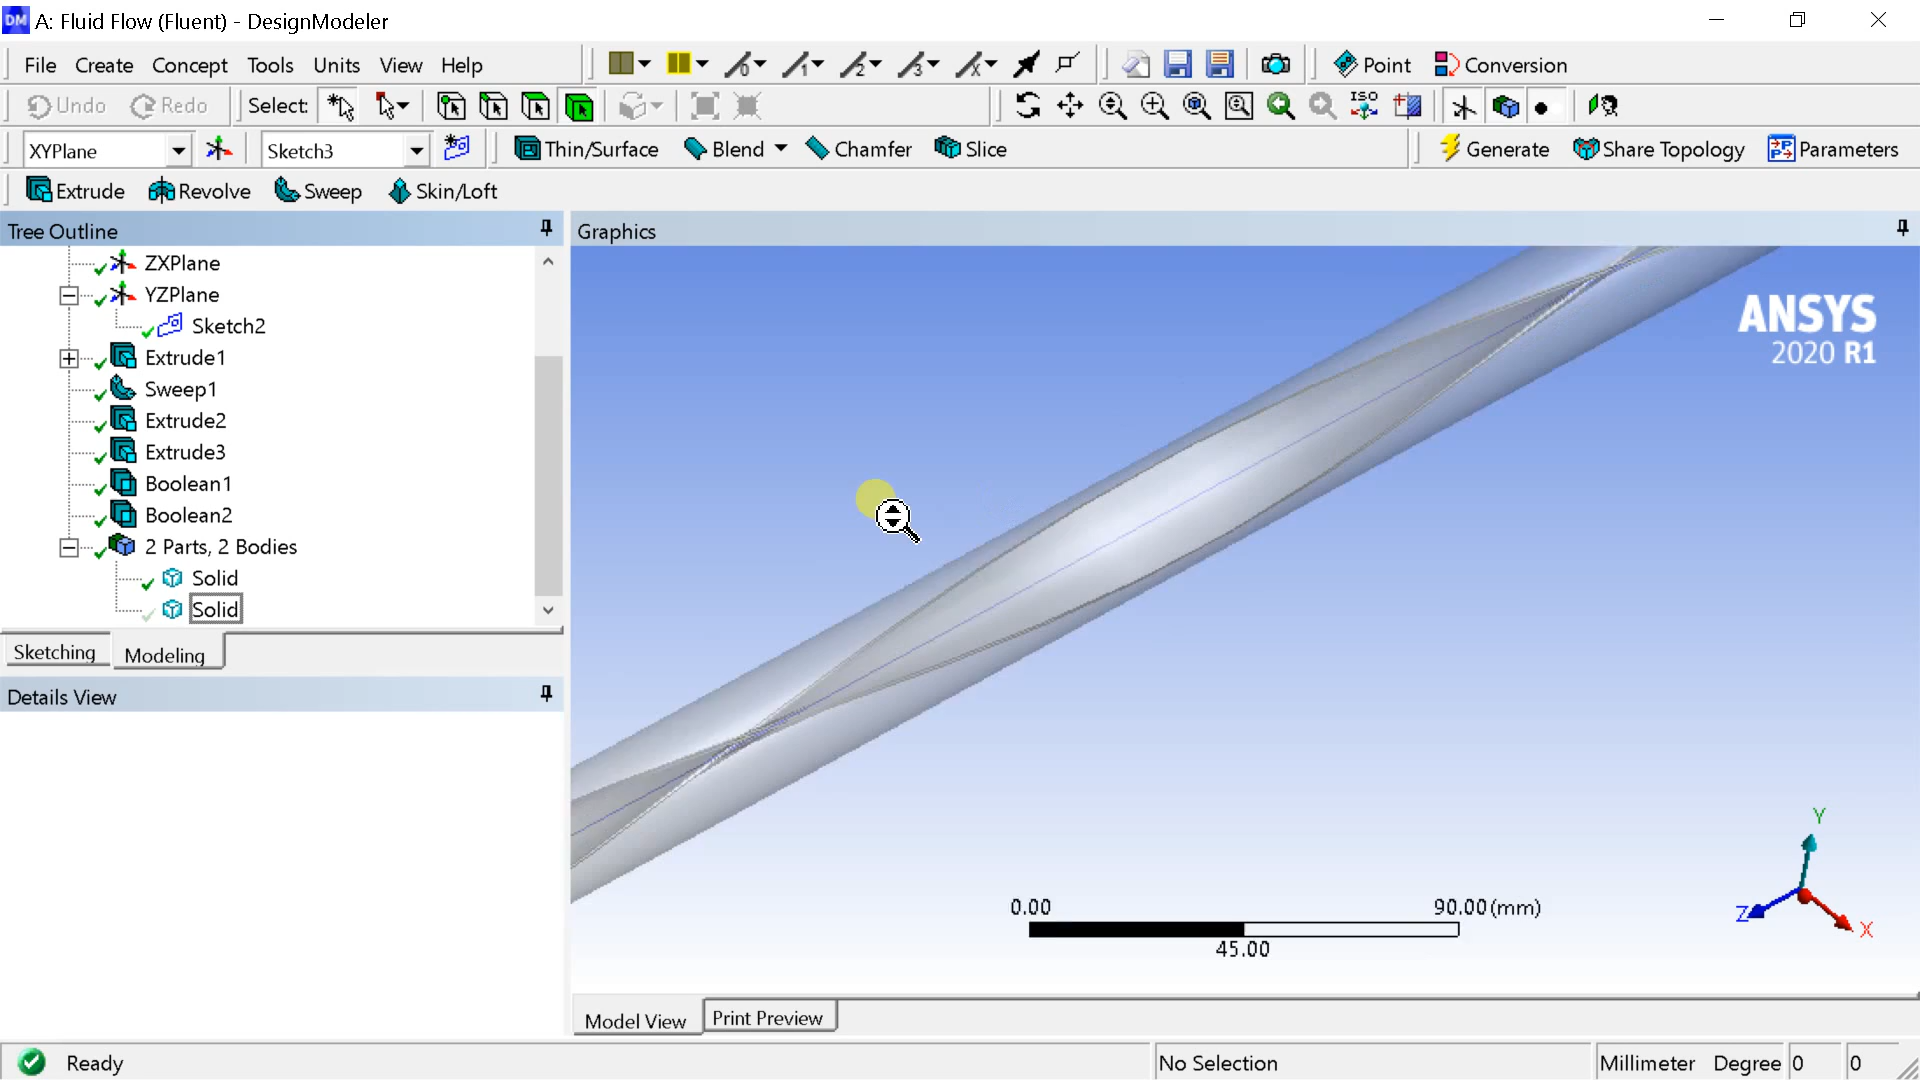 DM A: Fluid Flow (Fluent) - DesignModeler
File Create Concept Tools Units View Help
Point Conversion
Undo Redo Select: ISO
XYPlane Sketch3 Thin/Surface Blend Chamfer Slice Generate Share Topology Parameters
Extrude Revolve Sweep Skin/Loft
Tree Outline
Graphics
ZXPlane
YZPlane
Sketch2
Extrude1
Sweep1
Extrude2
Extrude3
Boolean1
Boolean2
2 Parts, 2 Bodies
Solid
Solid
Sketching Modeling
Details View
ANSYS
2020 R1
0.00 90.00 (mm)
45.00
Y
Z
X
Model View Print Preview
Ready No Selection Millimeter Degree 0 0